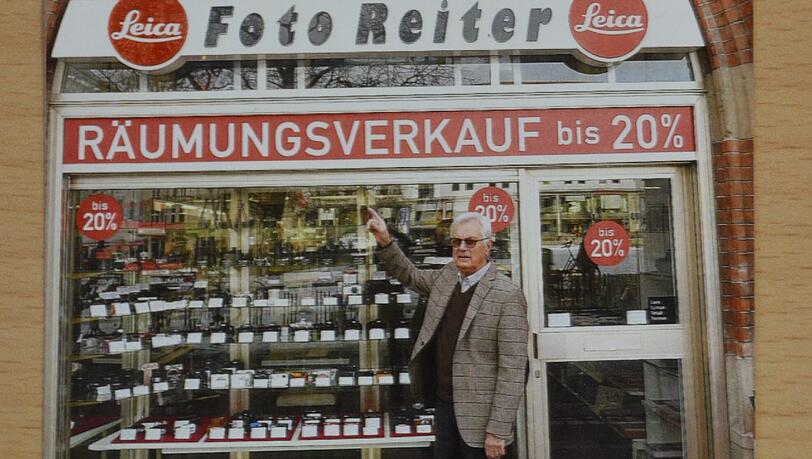 Leica Foto Reiter Leica
RÄUMUNGSVERKAUF bis 20%
bis
20%
bis
20%
bis
20%